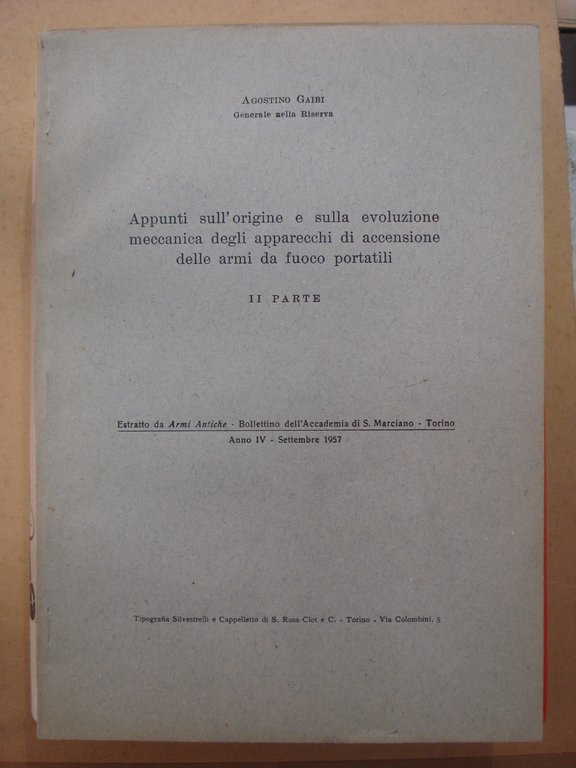 Agostino Gaibi
Generale nella Riserva
Appunti sull'origine e sulla evoluzione
meccanica degli apparecchi di accensione
delle armi da fuoco portatili
II PARTE
Estratto da Armi Antiche - Bollettino dell'Accademia di S. Marciano - Torino
Anno IV - Settembre 1957
Tipografia Silvestrelli e Cappelletto di S. Rosa-Clot e C. - Torino - Via Colombini, 5